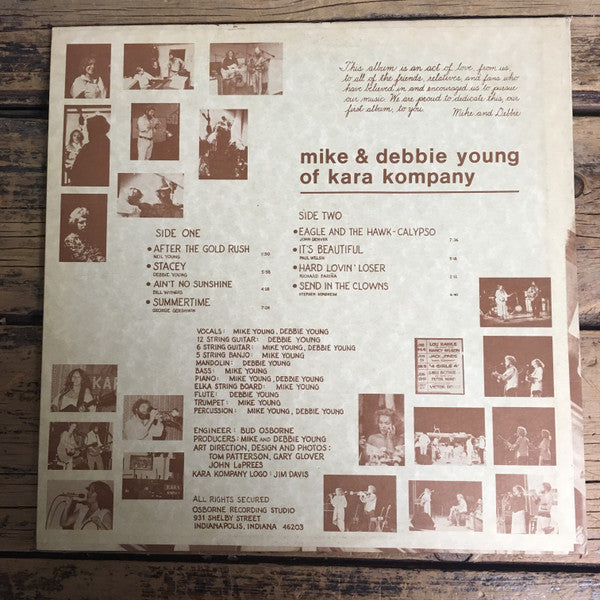 This album is an act of love, from us
to all of the friends, relatives, and fans who
have believed in and encouraged us to pursue
our music. We are proud to dedicate this, our
first album, to you.
Mike and Debbie
mike & debbie young
of kara kompany
SIDE ONE
• AFTER THE GOLD RUSH
NEIL YOUNG
• STACEY
DEBBIE YOUNG
• AIN'T NO SUNSHINE
BILL WITHERS
• SUMMERTIME
GEORGE GERSHWIN
SIDE TWO
• EAGLE AND THE HAWK-CALYPSO
JOHN DENVER
• IT'S BEAUTIFUL
PAUL
• HARD LOVIN' LOSER
RICHARD FARIÑA
• SEND IN THE CLOWNS
STEPHEN SONDHEIM
VOCALS: MIKE YOUNG, DEBBIE YOUNG
12 STRING GUITAR: DEBBIE YOUNG
6 STRING GUITAR: MIKE YOUNG, DEBBIE YOUNG
5 STRING BANJO: MIKE YOUNG
MANDOLIN: DEBBIE YOUNG
BASS: MIKE YOUNG
PIANO: MIKE YOUNG, DEBBIE YOUNG
ELKA STRING BOARD: MIKE YOUNG
FLUTE: DEBBIE YOUNG
TRUMPET: MIKE YOUNG
PERCUSSION: MIKE YOUNG, DEBBIE YOUNG
ENGINEER: BUD OSBORNE
PRODUCERS: MIKE AND DEBBIE YOUNG
ART DIRECTION, DESIGN AND PHOTOS:
TOM PATTERSON, GARY GLOVER
JOHN LAPREES
KARA KOMPANY LOGO: JIM DAVIS
ALL RIGHTS SECURED
OSBORNE RECORDING STUDIO
931 SHELBY STREET
INDIANAPOLIS, INDIANA 46203
LOU RAWLS
NANCY WILSON
JACK JONES
"4 GIRLS 4"
KAR